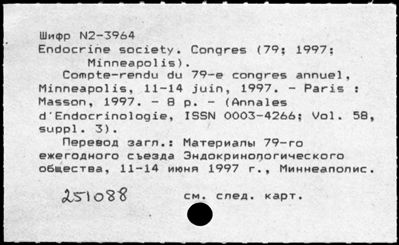 Шифр N2-3964
Endocrine society. Congres (79; 1997;
Minneapolis).
Compte-rendu du 79-e congres annuel,
Minneapolis, 11-14 juin, 1997. - Paris :
Masson, 1997. - 8 p. - (Annales
d'Endocrinologie, ISSN 0003-4266; Vol. 58,
suppl. 3).
Перевод загл.: Материалы 79-го
ежегодного съезда Эндокринологического
общества, 11-14 июня 1997 г., Миннеаполис.
251088 см. след. карт.